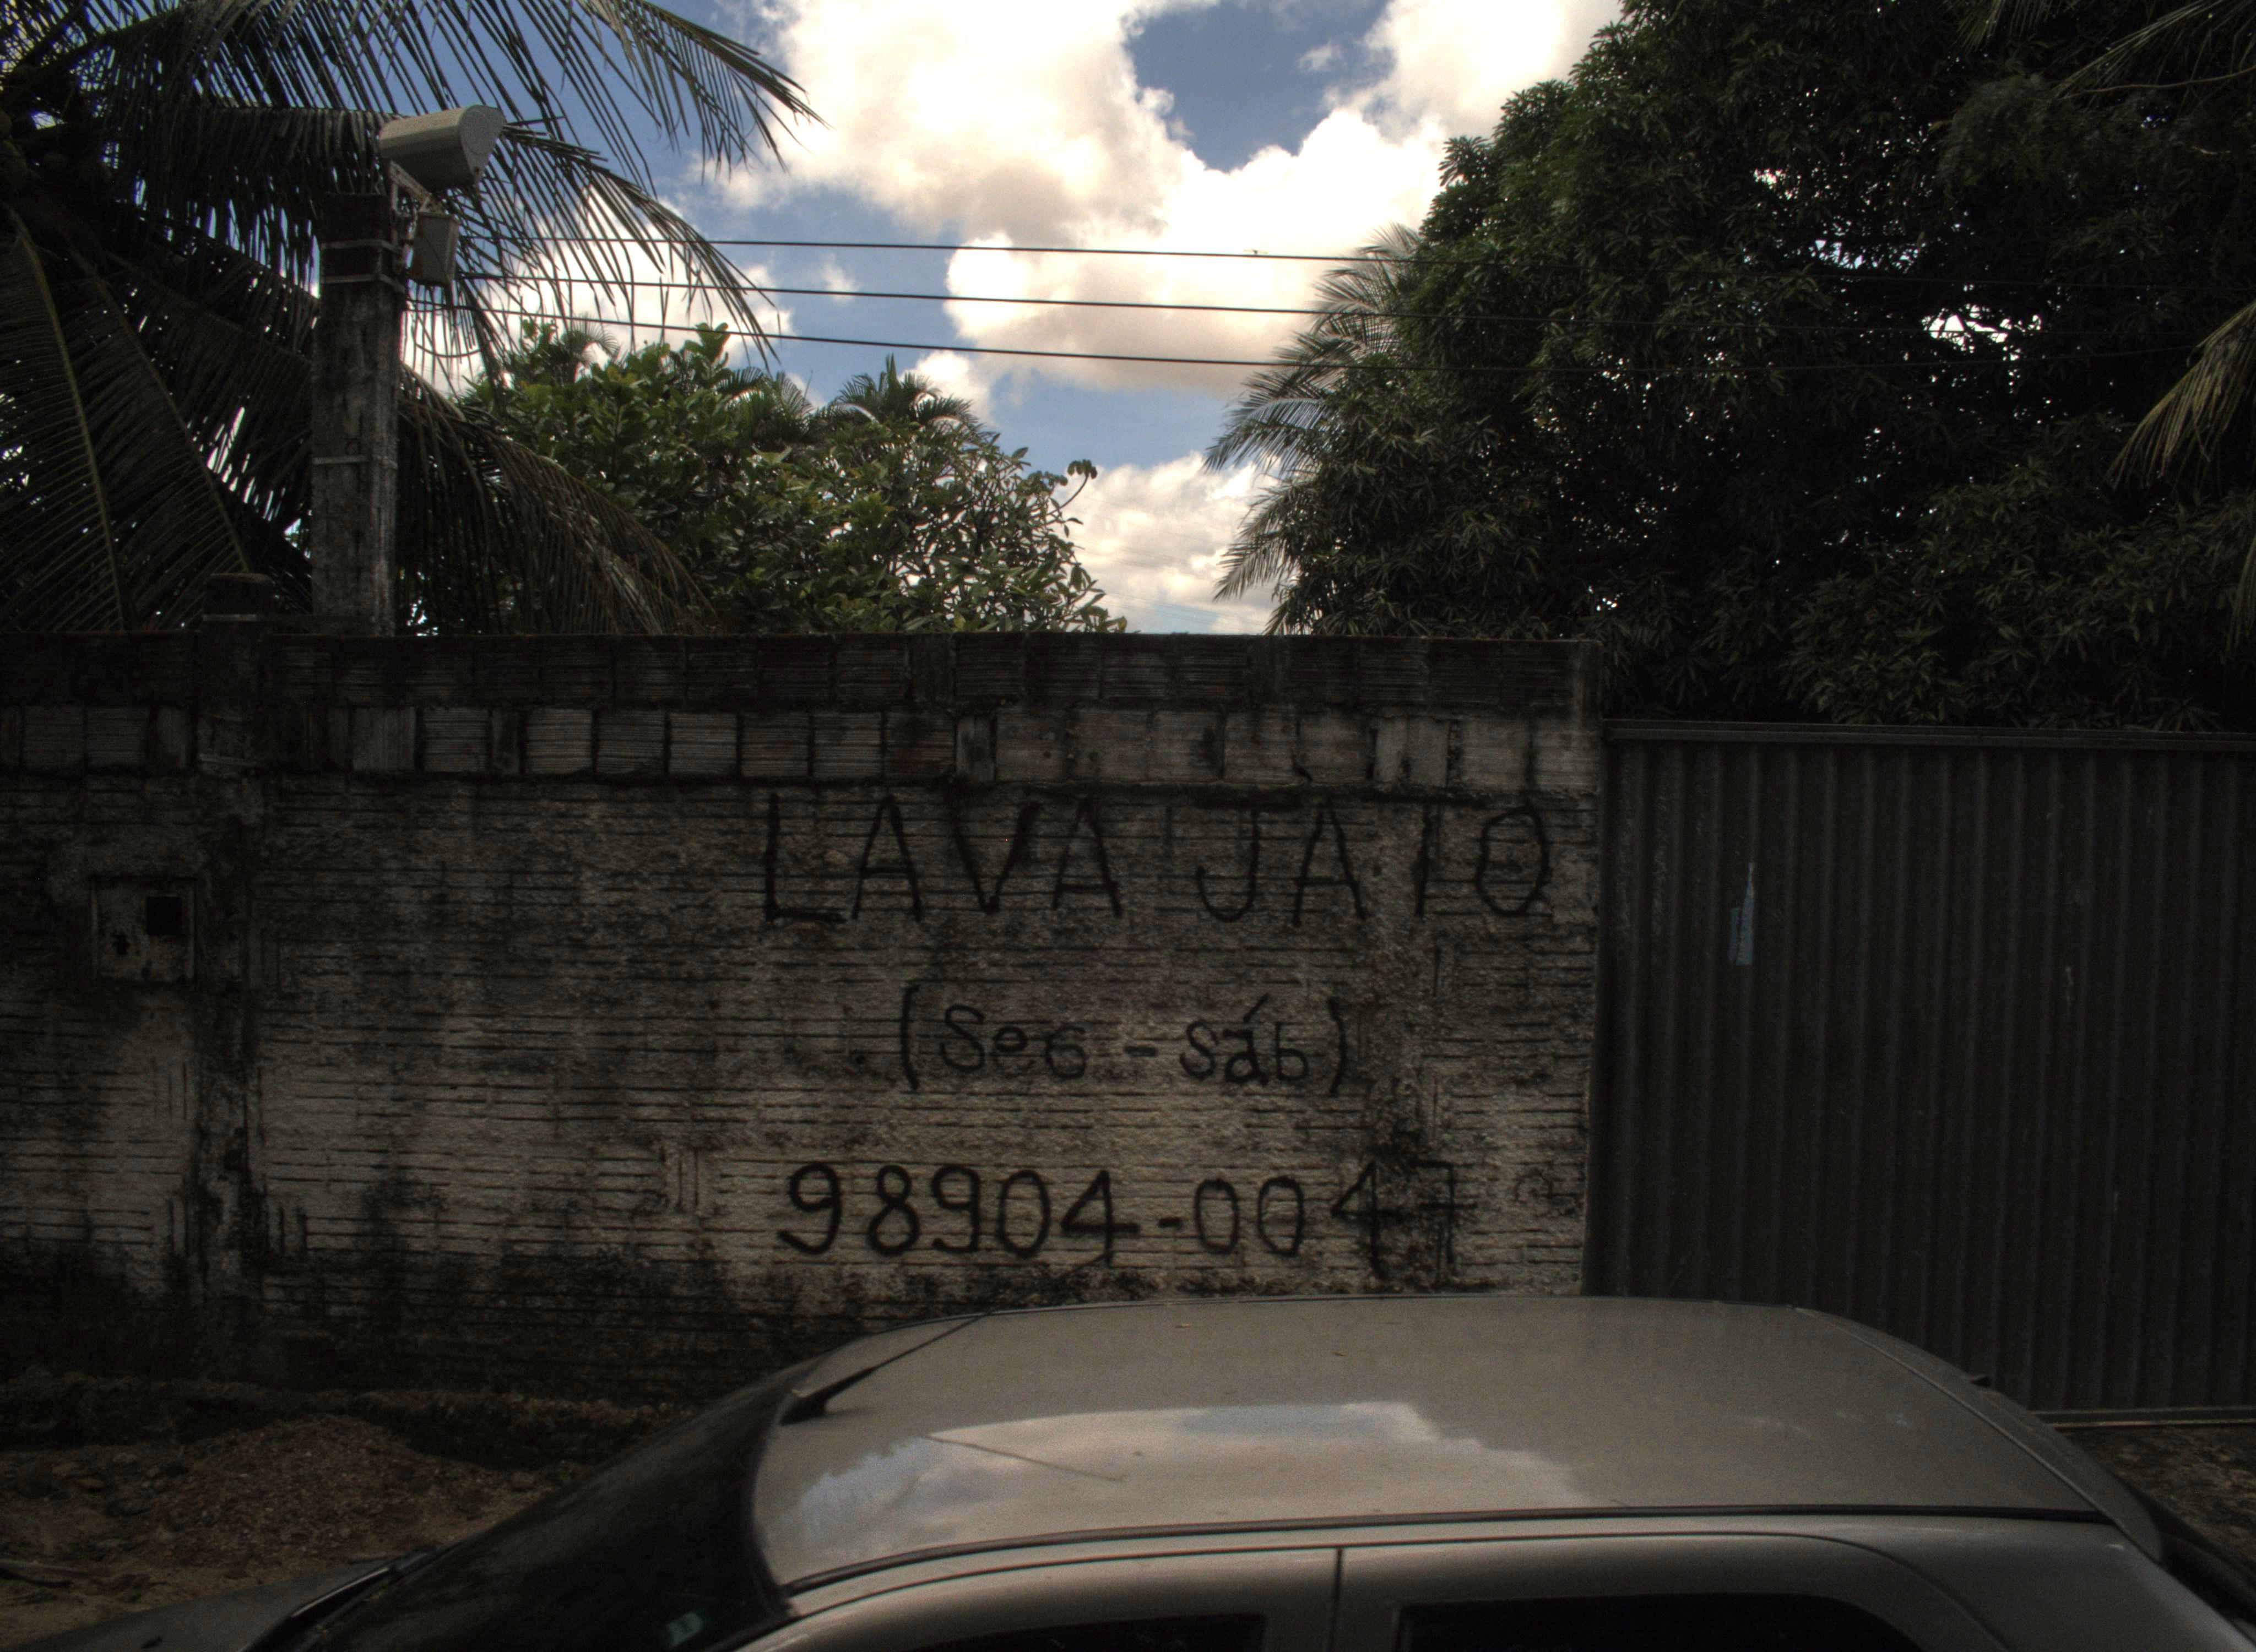 LAVA JATO
(Seg - sáb)
98904-0047